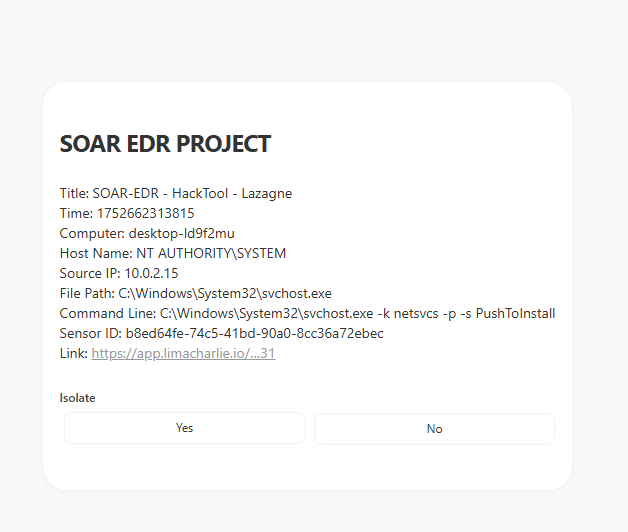 SOAR EDR PROJECT
Title: SOAR-EDR - HackTool - Lazagne
Time: 1752662313815
Computer: desktop-ld9f2mu
Host Name: NT AUTHORITY\SYSTEM
Source IP: 10.0.2.15
File Path: C:\Windows\System32\svchost.exe
Command Line: C:\Windows\System32\svchost.exe -k netsvcs -p -s PushToInstall
Sensor ID: b8ed64fe-74c5-41bd-90a0-8cc36a72ebec
Link: https://app.limacharlie.io/...31
Isolate
Yes No